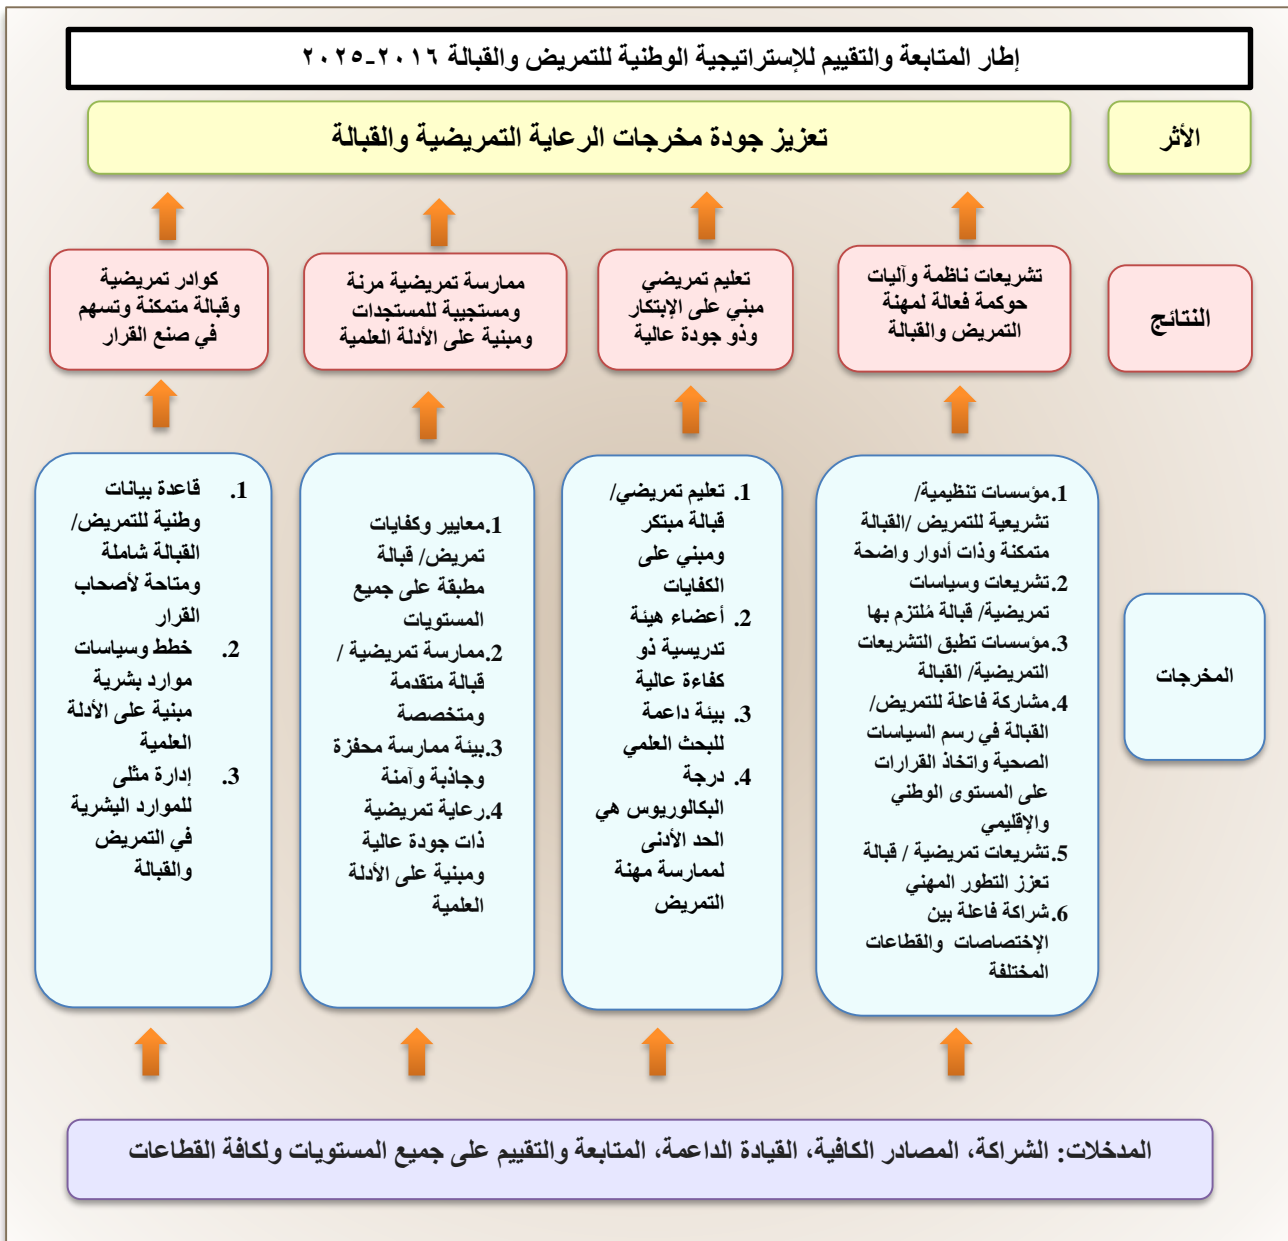 إطار المتابعة والتقييم للإستراتيجية الوطنية للتمريض والقبالة ٢٠١٦-٢٠٢٥
الأثر
تعزيز جودة مخرجات الرعاية التمريضية والقبالة
النتائج
تشريعات ناظمة وآليات
حوكمة فعالة لمهنة
التمريض والقبالة
تعليم تمريضي
مبني على الإبتكار
وذو جودة عالية
ممارسة تمريضية مرنة
ومستجيبة للمستجدات
ومبنية على الأدلة العلمية
كوادر تمريضية
وقبالة متمكنة وتسهم
في صنع القرار
المخرجات
1.مؤسسات تنظيمية/
تشريعية للتمريض /القبالة
متمكنة وذات أدوار واضحة
2.تشريعات وسياسات
تمريضية/ قبالة مُلتزم بها
3.مؤسسات تطبق التشريعات
التمريضية/ القبالة
4.مشاركة فاعلة للتمريض/
القبالة في رسم السياسات
الصحية واتخاذ القرارات
على المستوى الوطني
والإقليمي
5.تشريعات تمريضية / قبالة
تعزز التطور المهني
6.شراكة فاعلة بين
الإختصاصات والقطاعات
المختلفة
1. تعليم تمريضي/
قبالة مبتكر
ومبني على
الكفايات
2. أعضاء هيئة
تدريسية ذو
كفاءة عالية
3. بيئة داعمة
للبحث العلمي
4. درجة
البكالوريوس هي
الحد الأدنى
لممارسة مهنة
التمريض
1.معايير وكفايات
تمريض/ قبالة
مطبقة على جميع
المستويات
2.ممارسة تمريضية /
قبالة متقدمة
ومتخصصة
3.بيئة ممارسة محفزة
وجاذبة وآمنة
4.رعاية تمريضية
ذات جودة عالية
ومبنية على الأدلة
العلمية
1. قاعدة بيانات
وطنية للتمريض/
القبالة شاملة
ومتاحة لأصحاب
القرار
2. خطط وسياسات
موارد بشرية
مبنية على الأدلة
العلمية
3. إدارة مثلى
للموارد اليشرية
في التمريض
والقبالة
المدخلات: الشراكة، المصادر الكافية، القيادة الداعمة، المتابعة والتقييم على جميع المستويات ولكافة القطاعات